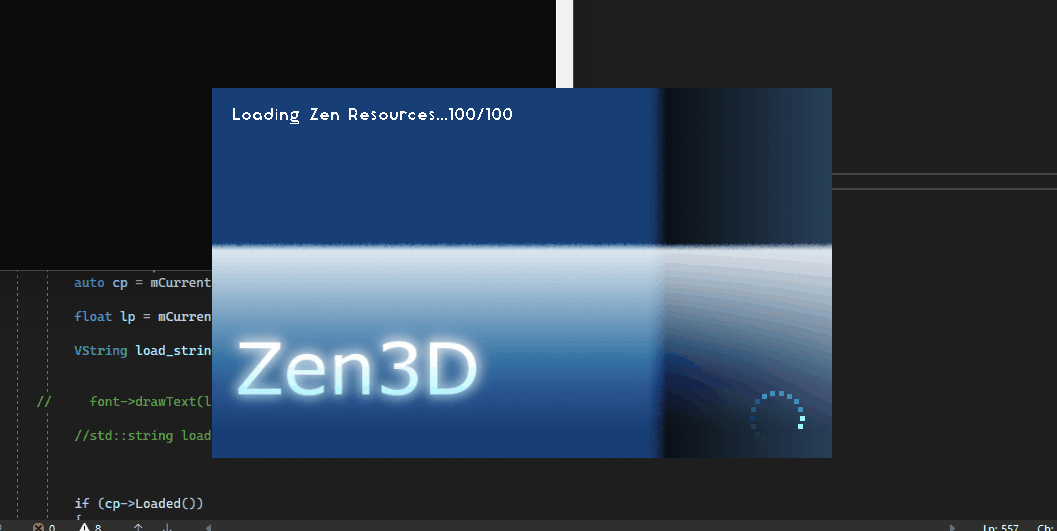 Loading Zen Resources...100/100
Zen3D
auto cp = mCurrent
float lp = mCurren
VString load_strin
// font->drawText(l
//std::string load
if (cp->Loaded())
{
0 8 Ln: 557 Ch: